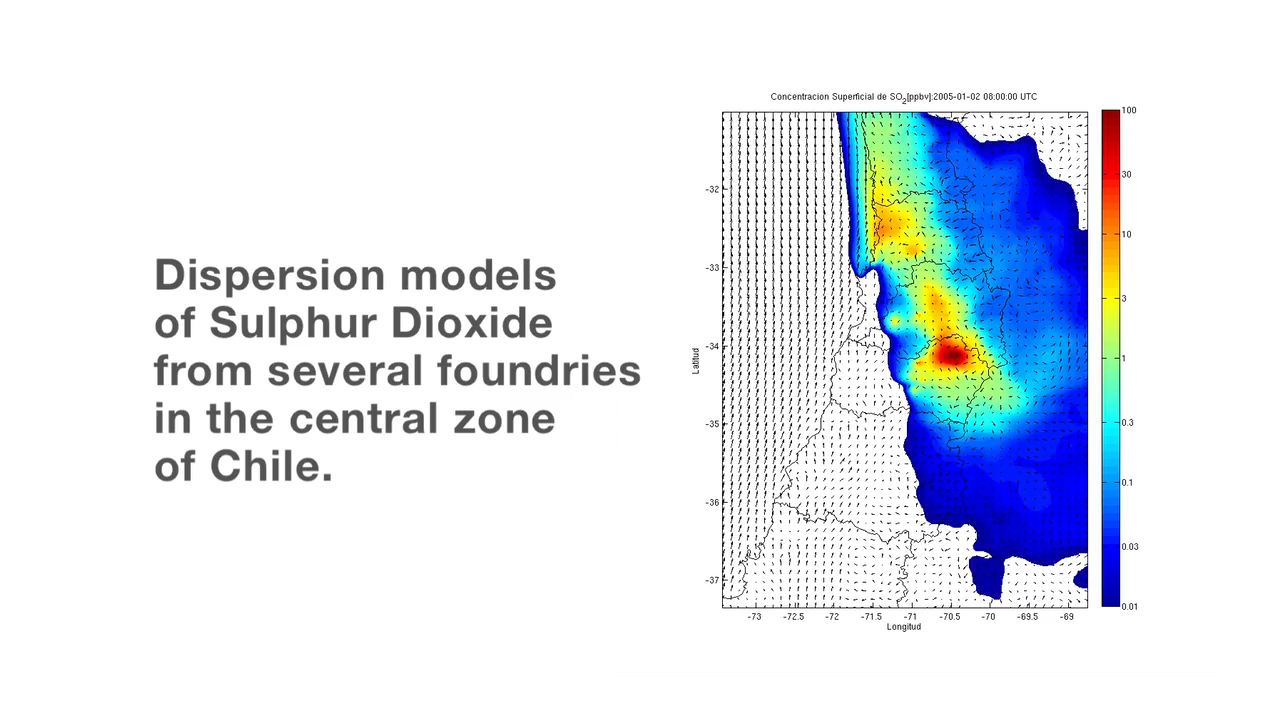 Dispersion models
of Sulphur Dioxide
from several foundries
in the central zone
of Chile.
Concentracion Superficial de SO2[ppbv]:2005-01-02 08:00:00 UTC
Latitud
-32
-33
-34
-35
-36
-37
-73 -72.5 -72 -71.5 -71 -70.5 -70 -69.5 -69
Longitud
100
30
10
3
1
0.3
0.1
0.03
0.01